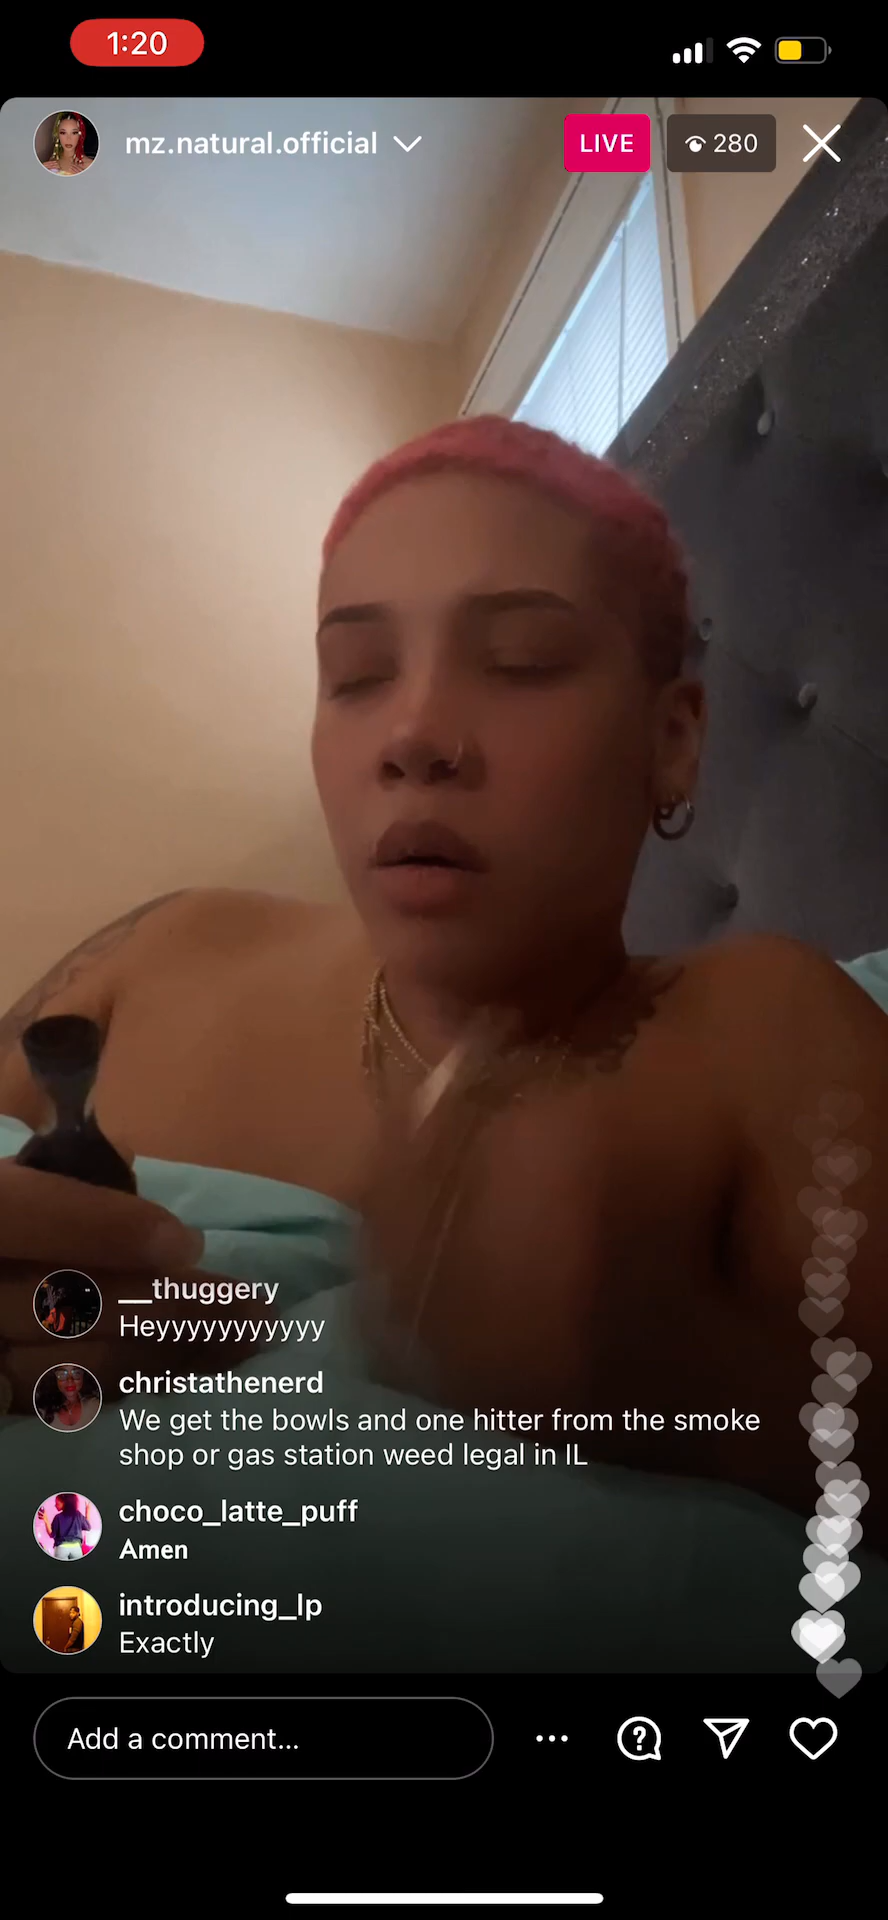 1:20
mz.natural.official
LIVE
280
__thuggery
Heyyyyyyyyyyy
christathenerd
We get the bowls and one hitter from the smoke
shop or gas station weed legal in IL
choco_latte_puff
Amen
introducing_lp
Exactly
Add a comment...